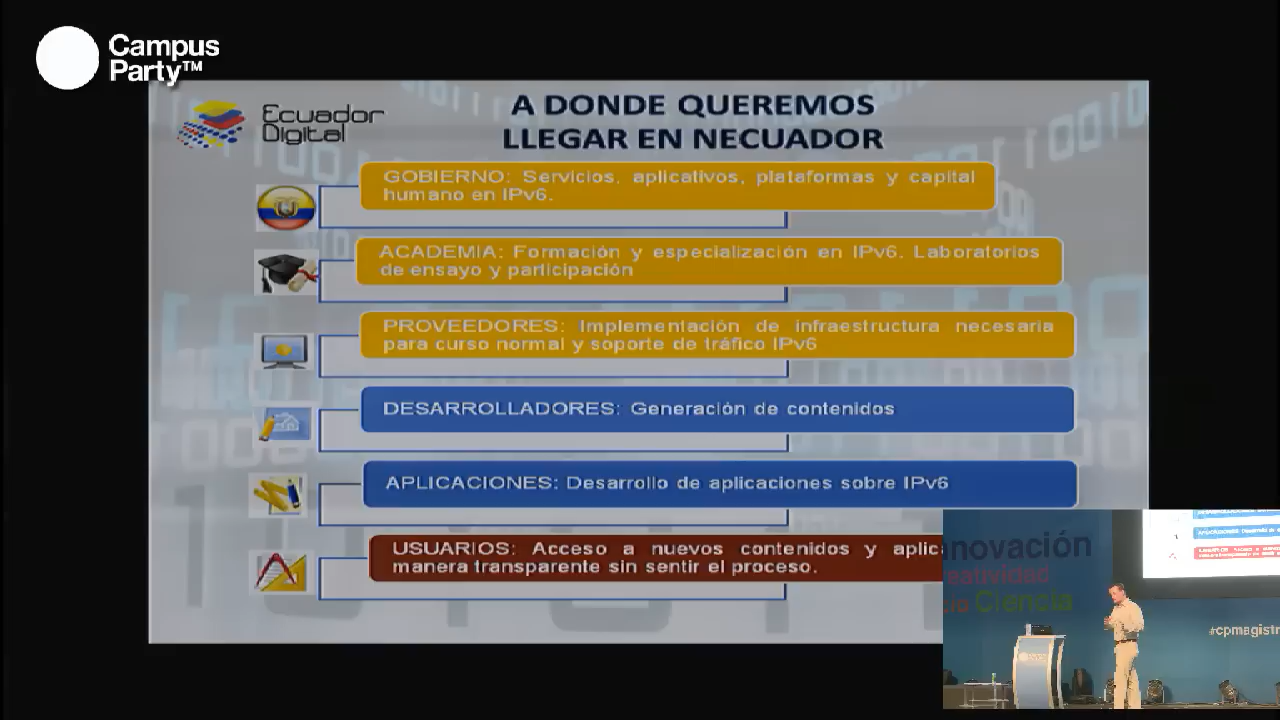 Campus
Party™
Ecuador
Digital
A DONDE QUEREMOS
LLEGAR EN NECUADOR
GOBIERNO: Servicios, aplicativos, plataformas y capital
humano en IPv6.
ACADEMIA: Formación y especialización en IPv6. Laboratorios
de ensayo y participación
PROVEEDORES: Implementación de infraestructura necesaria
para curso normal y soporte de tráfico IPv6
DESARROLLADORES: Generación de contenidos
APLICACIONES: Desarrollo de aplicaciones sobre IPv6
USUARIOS: Acceso a nuevos contenidos y aplic
manera transparente sin sentir el proceso.
Ciencia
#cpmagistr